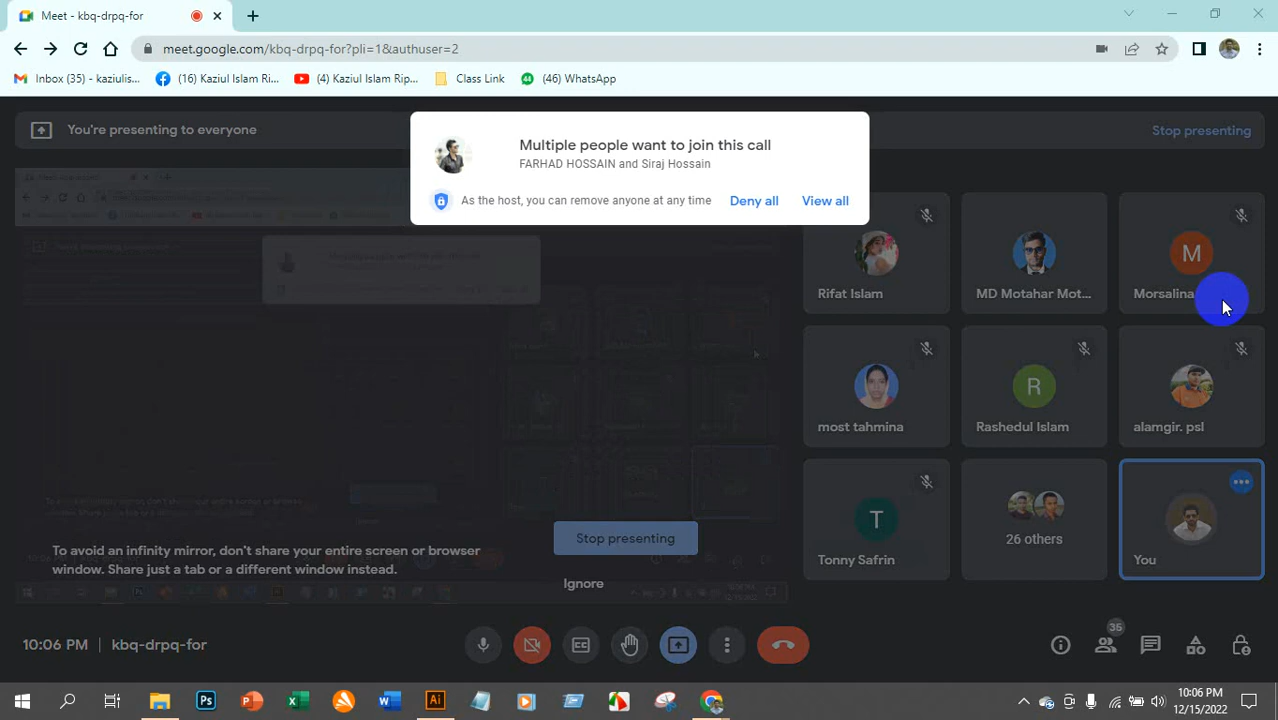 Meet - kbq-drpq-for
meet.google.com/kbq-drpq-for?pli=1&authuser=2
Inbox (35) - kaziulis...
(16) Kaziul Islam Ri...
(4) Kaziul Islam Rip...
Class Link
44
(46) WhatsApp
You're presenting to everyone
Stop presenting
Multiple people want to join this call
FARHAD HOSSAIN and Siraj Hossain
As the host, you can remove anyone at any time
Deny all
View all
Rifat Islam
MD Motahar Mot...
M
Morsalina
most tahmina
R
Rashedul Islam
alamgir. psl
T
Tonny Safrin
26 others
You
To avoid an infinity mirror, don't share your entire screen or browser
window. Share just a tab or a different window instead.
Stop presenting
Ignore
10:06 PM | kbq-drpq-for
CC
35
Ps
Ai
10:06 PM
12/15/2022